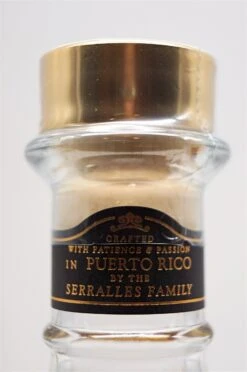 CRAFTED
WITH PATIENCE & PASSION
IN PUERTO RICO
BY THE
SERRALLES FAMILY